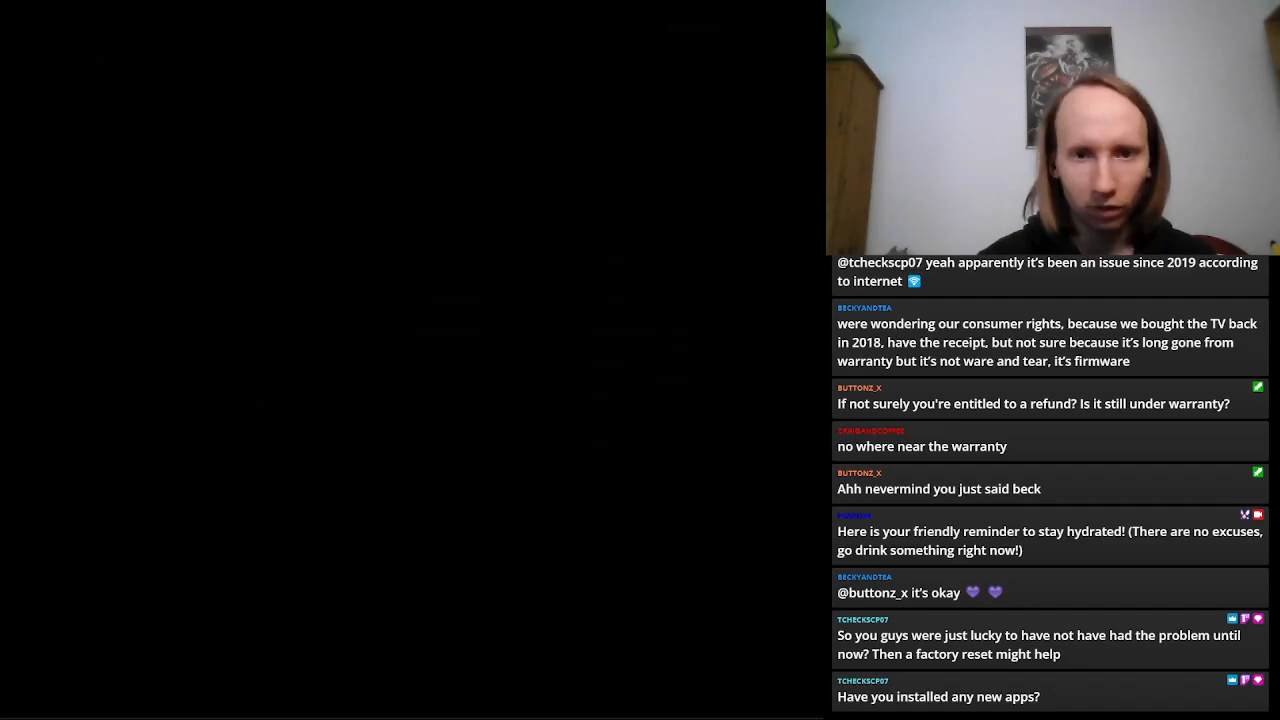 @tcheckscp07 yeah apparently it's been an issue since 2019 according
to internet
BECKYANDTEA
were wondering our consumer rights, because we bought the TV back
in 2018, have the receipt, but not sure because it's long gone from
warranty but it's not ware and tear, it's firmware
BUTTONZ_X
If not surely you're entitled to a refund? Is it still under warranty?
CRAIGANDCOFFEE
no where near the warranty
BUTTONZ_X
Ahh nevermind you just said beck
Here is your friendly reminder to stay hydrated! (There are no excuses,
go drink something right now!)
BECKYANDTEA
@buttonz_x it's okay
TCHECKSCP07
So you guys were just lucky to have not have had the problem until
now? Then a factory reset might help
TCHECKSCP07
Have you installed any new apps?